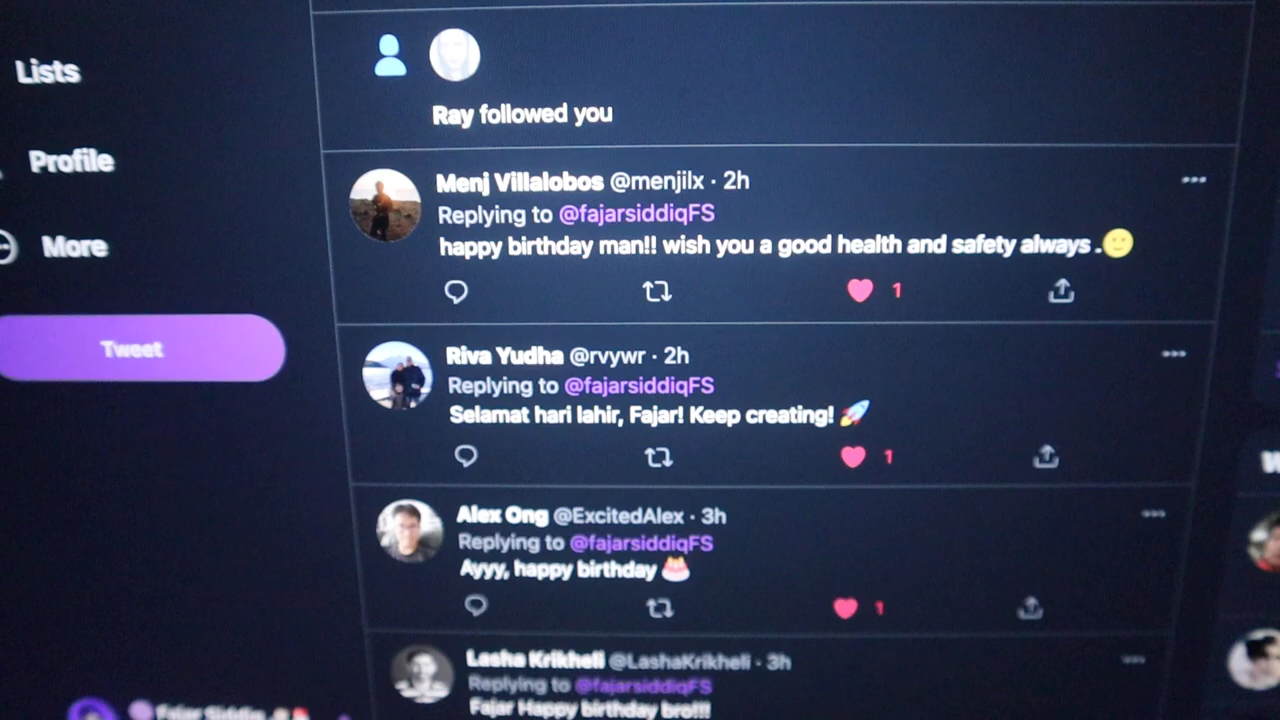 Lists
Profile
More
Tweet
Ray followed you
Menj Villalobos @menjilx · 2h
Replying to @fajarsiddiqFS
happy birthday man!! wish you a good health and safety always .🙂
1
Riva Yudha @rvywr · 2h
Replying to @fajarsiddiqFS
Selamat hari lahir, Fajar! Keep creating! 🚀
1
Alex Ong @ExcitedAlex · 3h
Replying to @fajarsiddiqFS
Ayyy, happy birthday 🎂
1
Lasha Krikheli @LashaKrikheli · 3h
Replying to @fajarsiddiqFS
Fajar Happy birthday bro!!!
Fajar Siddiq